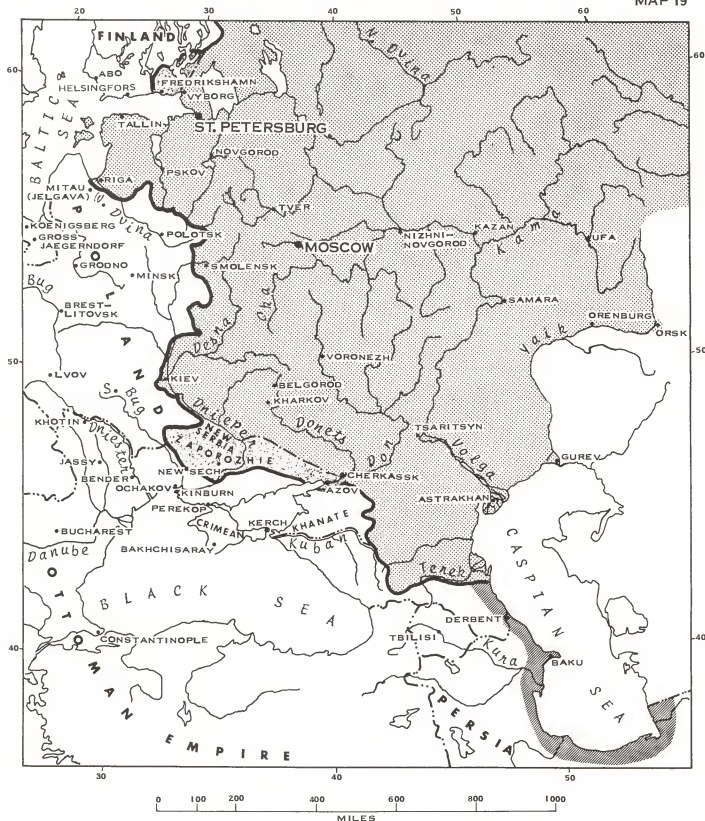 MAP 19
20
30
40
50
60
FINLAND
N. Dvina
60
60
ABO
HELSINGFORS
FREDRIKSHAMN
VYBORG
BALTIC SEA
TALLIN
ST. PETERSBURG
NOVGOROD
PSKOV
RIGA
MITAU
(JELGAVA)
TVER
W. Dvina
POLOTSK
KOENIGSBERG
GROSS
JAEGERNDORF
MOSCOW
NIZHNI-
NOVGOROD
KAZAN
Kama
UFA
GRODNO
MINSK
SMOLENSK
Oka
SAMARA
Bug
BREST-
LITOVSK
Desna
ORENBURG
Yaik
ORSK
POLAND
50
50
VORONEZH
LVOV
KIEV
BELGOROD
KHARKOV
S. Bug
Dnieper
Donets
Don
TSARITSYN
Volga
KHOTIN
Dniester
NEW
SERBIA
ZAPOROZHIE
JASSY
BENDER
NEW SECH
CHERKASSK
GUREV
OCHAKOV
KINBURN
AZOV
ASTRAKHAN
PEREKOP
CRIMEAN
KERCH
KHANATE
Kuban
BUCHAREST
BAKHCHISARAY
Danube
Terek
CASPIAN SEA
BLACK SEA
DERBENT
40
40
CONSTANTINOPLE
TBILISI
Kura
BAKU
PERSIA
OTTOMAN EMPIRE
30
40
50
0
100
200
400
600
800
1000
MILES